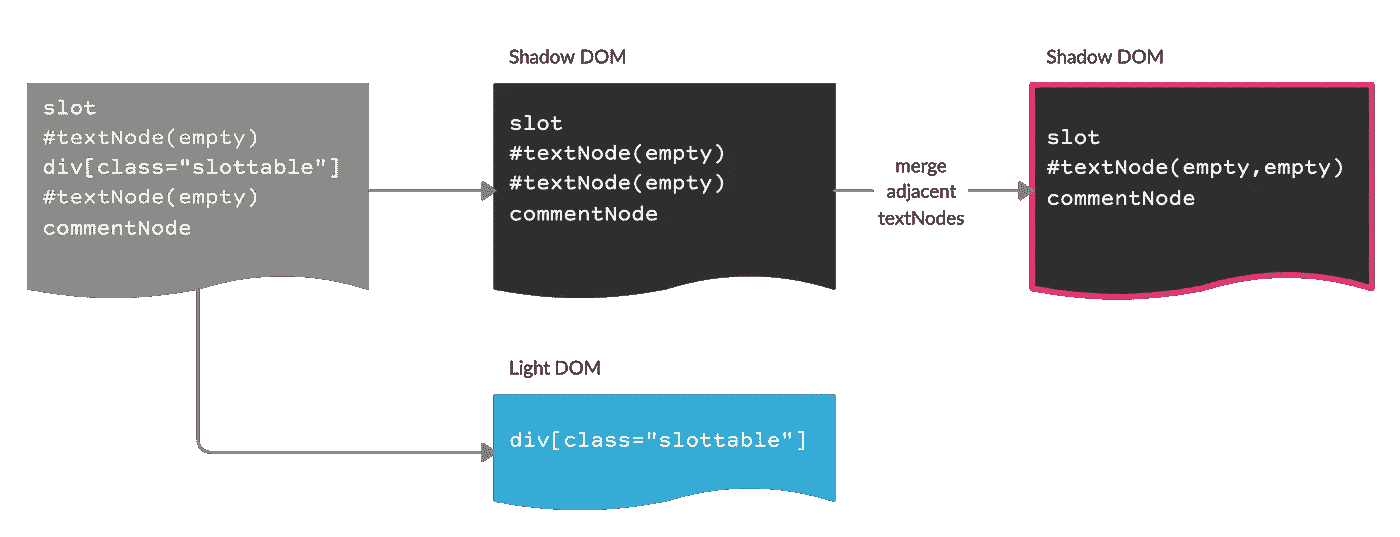 Shadow DOM
Shadow DOM
slot
#textNode(empty)
div[class="slottable"]
#textNode(empty)
commentNode
slot
#textNode(empty)
#textNode(empty)
commentNode
merge
adjacent
textNodes
slot
#textNode(empty,empty)
commentNode
Light DOM
div[class="slottable"]